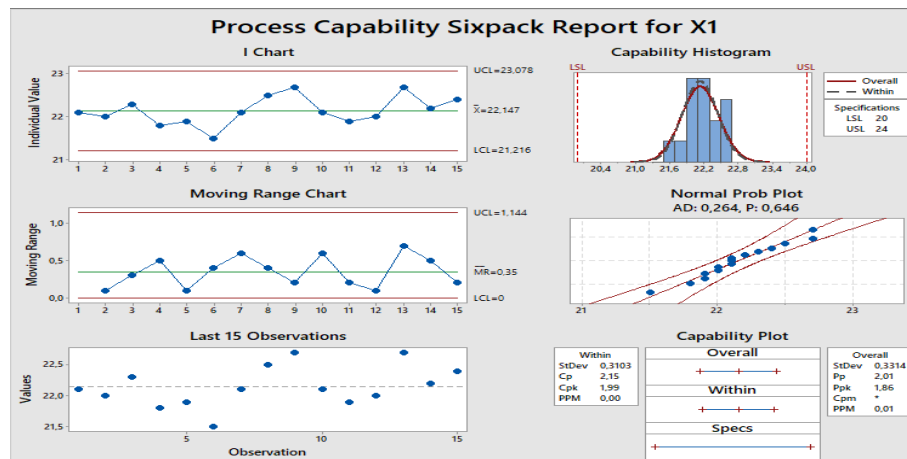 Process Capability Sixpack Report for X1
I Chart
Individual Value
23
22
21
1 2 3 4 5 6 7 8 9 10 11 12 13 14 15
UCL=23,078
X̄=22,147
LCL=21,216
Capability Histogram
LSL
USL
20,4 21,0 21,6 22,2 22,8 23,4 24,0
Overall
Within
Specifications
LSL 20
USL 24
Moving Range Chart
Moving Range
1,0
0,5
0,0
1 2 3 4 5 6 7 8 9 10 11 12 13 14 15
UCL=1,144
M̄R̄=0,35
LCL=0
Normal Prob Plot
AD: 0,264, P: 0,646
21 22 23
Last 15 Observations
Values
22,5
22,0
21,5
5 10 15
Observation
Capability Plot
Within
StDev 0,3103
Cp 2,15
Cpk 1,99
PPM 0,00
Overall
Within
Specs
Overall
StDev 0,3314
Pp 2,01
Ppk 1,86
Cpm *
PPM 0,01